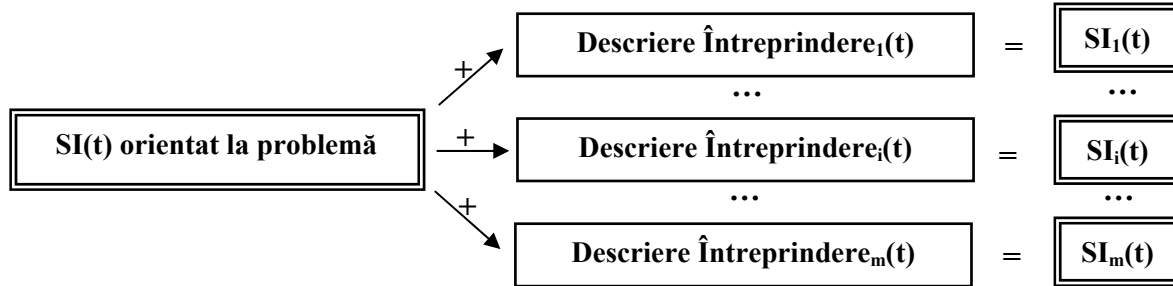 Descriere Întreprindere₁(t) = SI₁(t)
+
... ...
SI(t) orientat la problemă + Descriere Întreprindereᵢ(t) = SIᵢ(t)
... ...
+
Descriere Întreprindereₘ(t) = SIₘ(t)